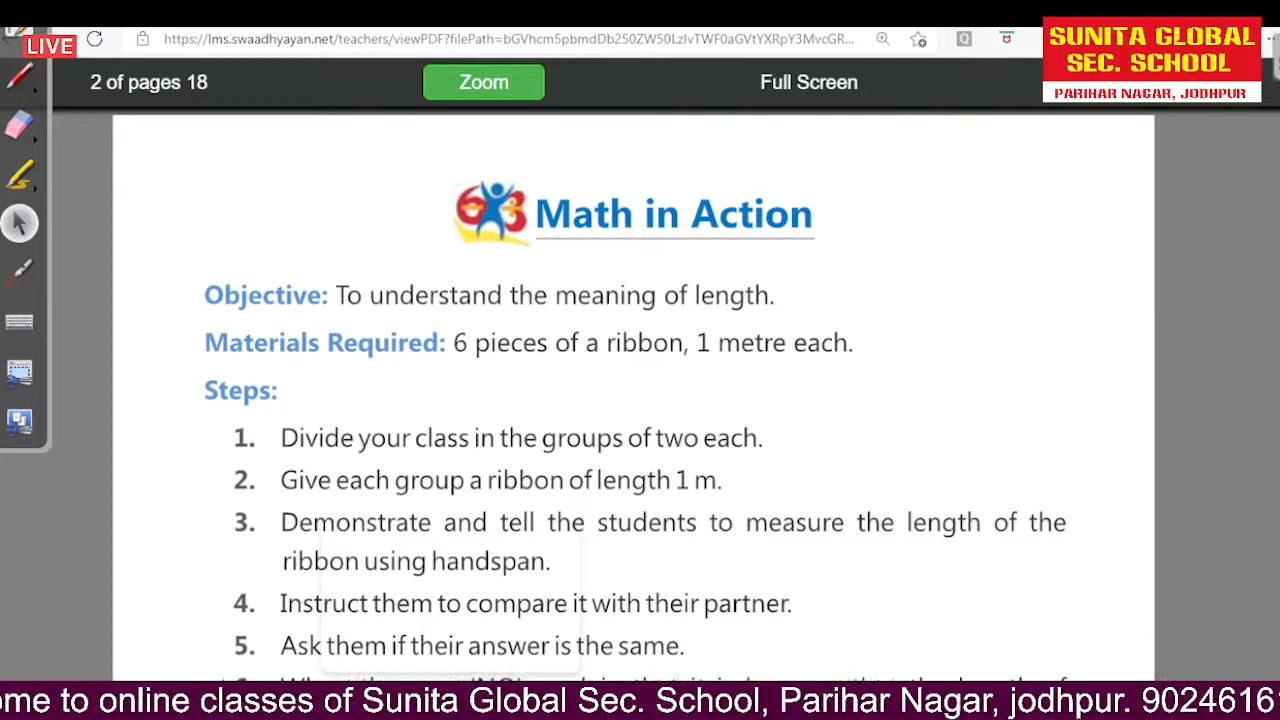 LIVE
https://lms.swaadhyayan.net/teachers/viewPDF?filePath=bGVhcm5pbmdDb250ZW50LzIvTWF0aGVtYXRpY3MvcGR...
SUNITA GLOBAL
SEC. SCHOOL
PARIHAR NAGAR, JODHPUR
2 of pages 18
Zoom
Full Screen
Math in Action
Objective: To understand the meaning of length.
Materials Required: 6 pieces of a ribbon, 1 metre each.
Steps:
1. Divide your class in the groups of two each.
2. Give each group a ribbon of length 1 m.
3. Demonstrate and tell the students to measure the length of the
ribbon using handspan.
4. Instruct them to compare it with their partner.
5. Ask them if their answer is the same.
ome to online classes of Sunita Global Sec. School, Parihar Nagar, jodhpur. 9024616